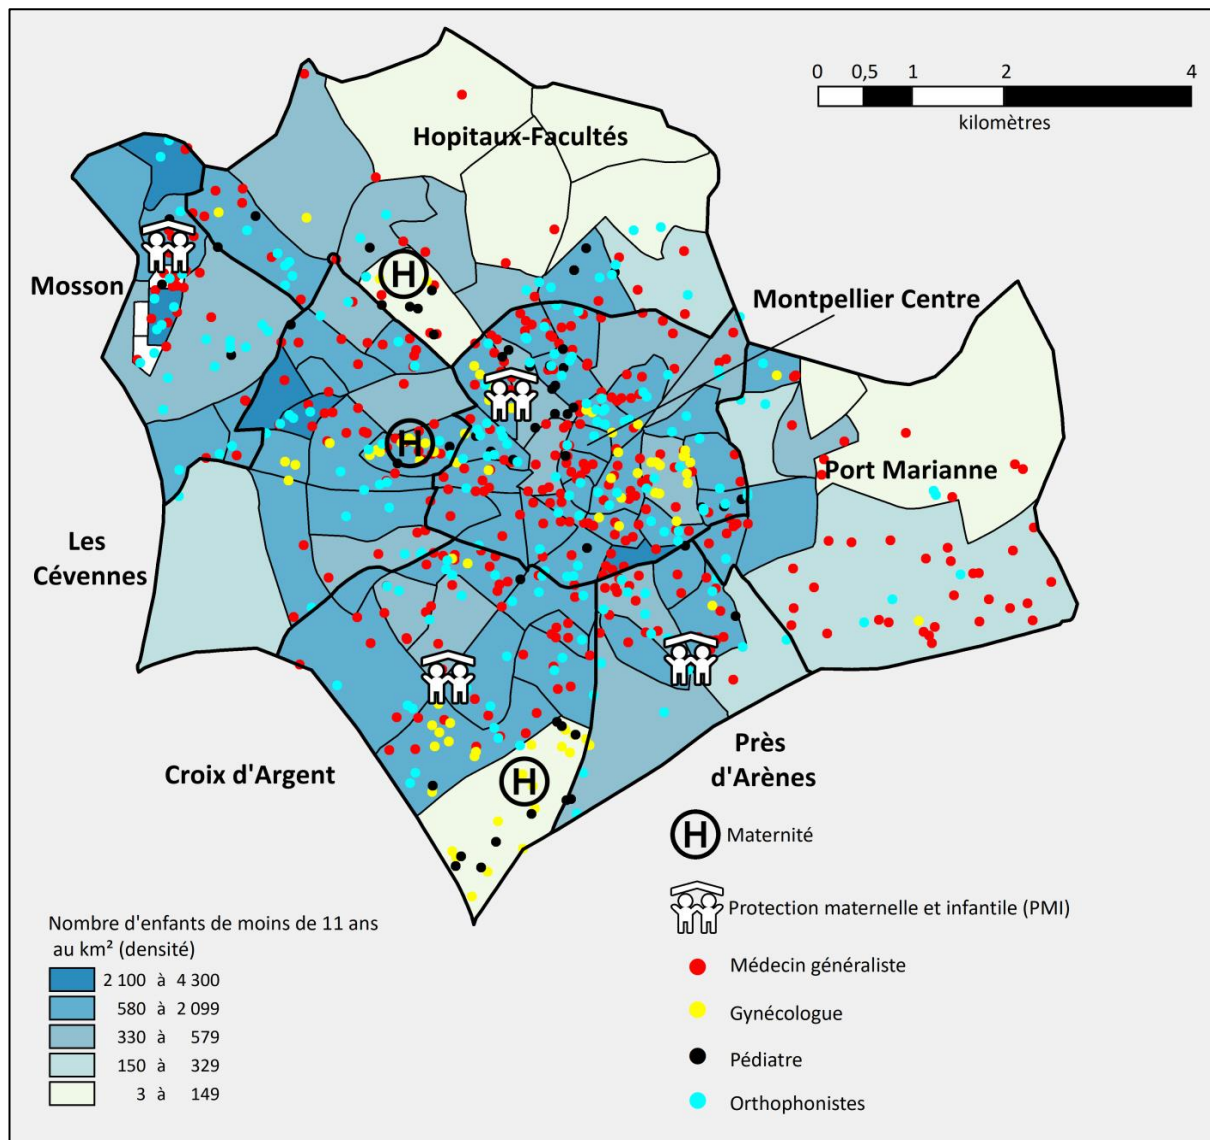 0 0,5 1 2 4
kilomètres
Hopitaux-Facultés
Mosson
Montpellier Centre
H
Port Marianne
H
Les
Cévennes
Près
d'Arènes
Croix d'Argent
H
H Maternité
Protection maternelle et infantile (PMI)
Médecin généraliste
Gynécologue
Pédiatre
Orthophonistes
Nombre d'enfants de moins de 11 ans
au km² (densité)
2 100 à 4 300
580 à 2 099
330 à 579
150 à 329
3 à 149